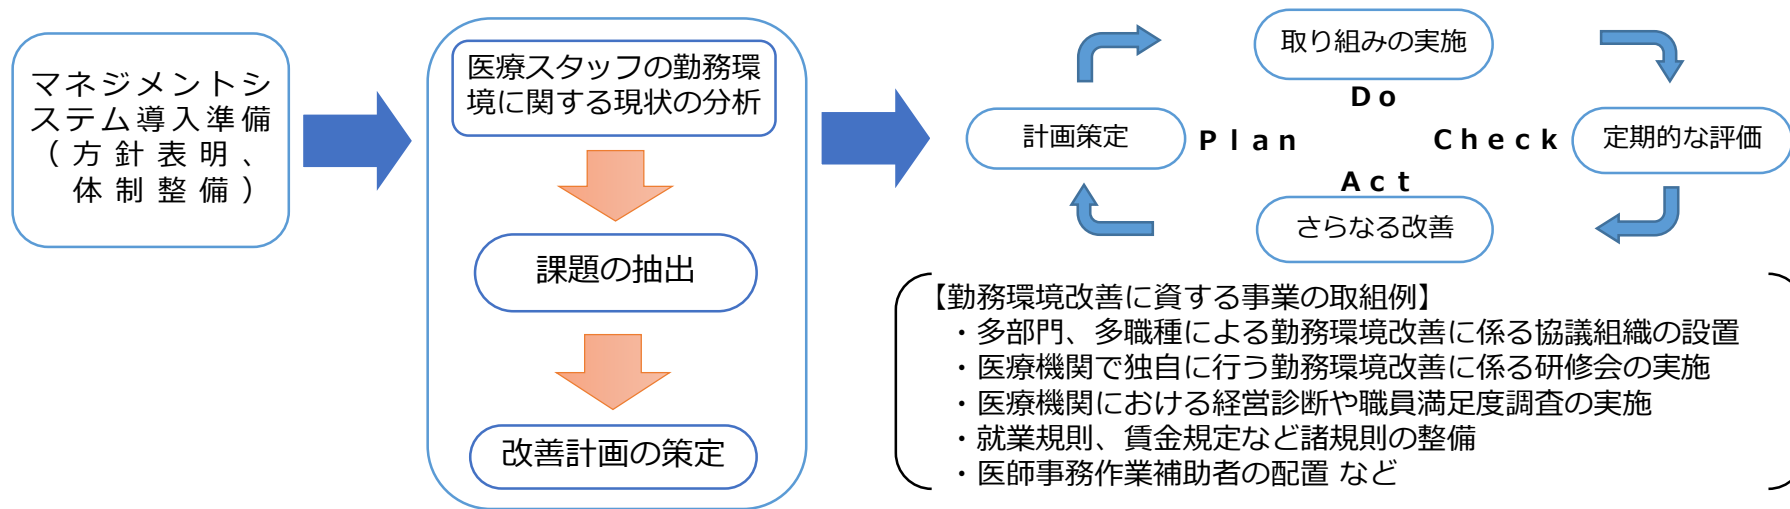 マネジメントシ
ステム導入準備
（方針表明、
体制整備）
医療スタッフの勤務環
境に関する現状の分析
課題の抽出
改善計画の策定
取り組みの実施
Do
計画策定
Plan
Check
定期的な評価
Act
さらなる改善
【勤務環境改善に資する事業の取組例】
・多部門、多職種による勤務環境改善に係る協議組織の設置
・医療機関で独自に行う勤務環境改善に係る研修会の実施
・医療機関における経営診断や職員満足度調査の実施
・就業規則、賃金規定など諸規則の整備
・医師事務作業補助者の配置 など